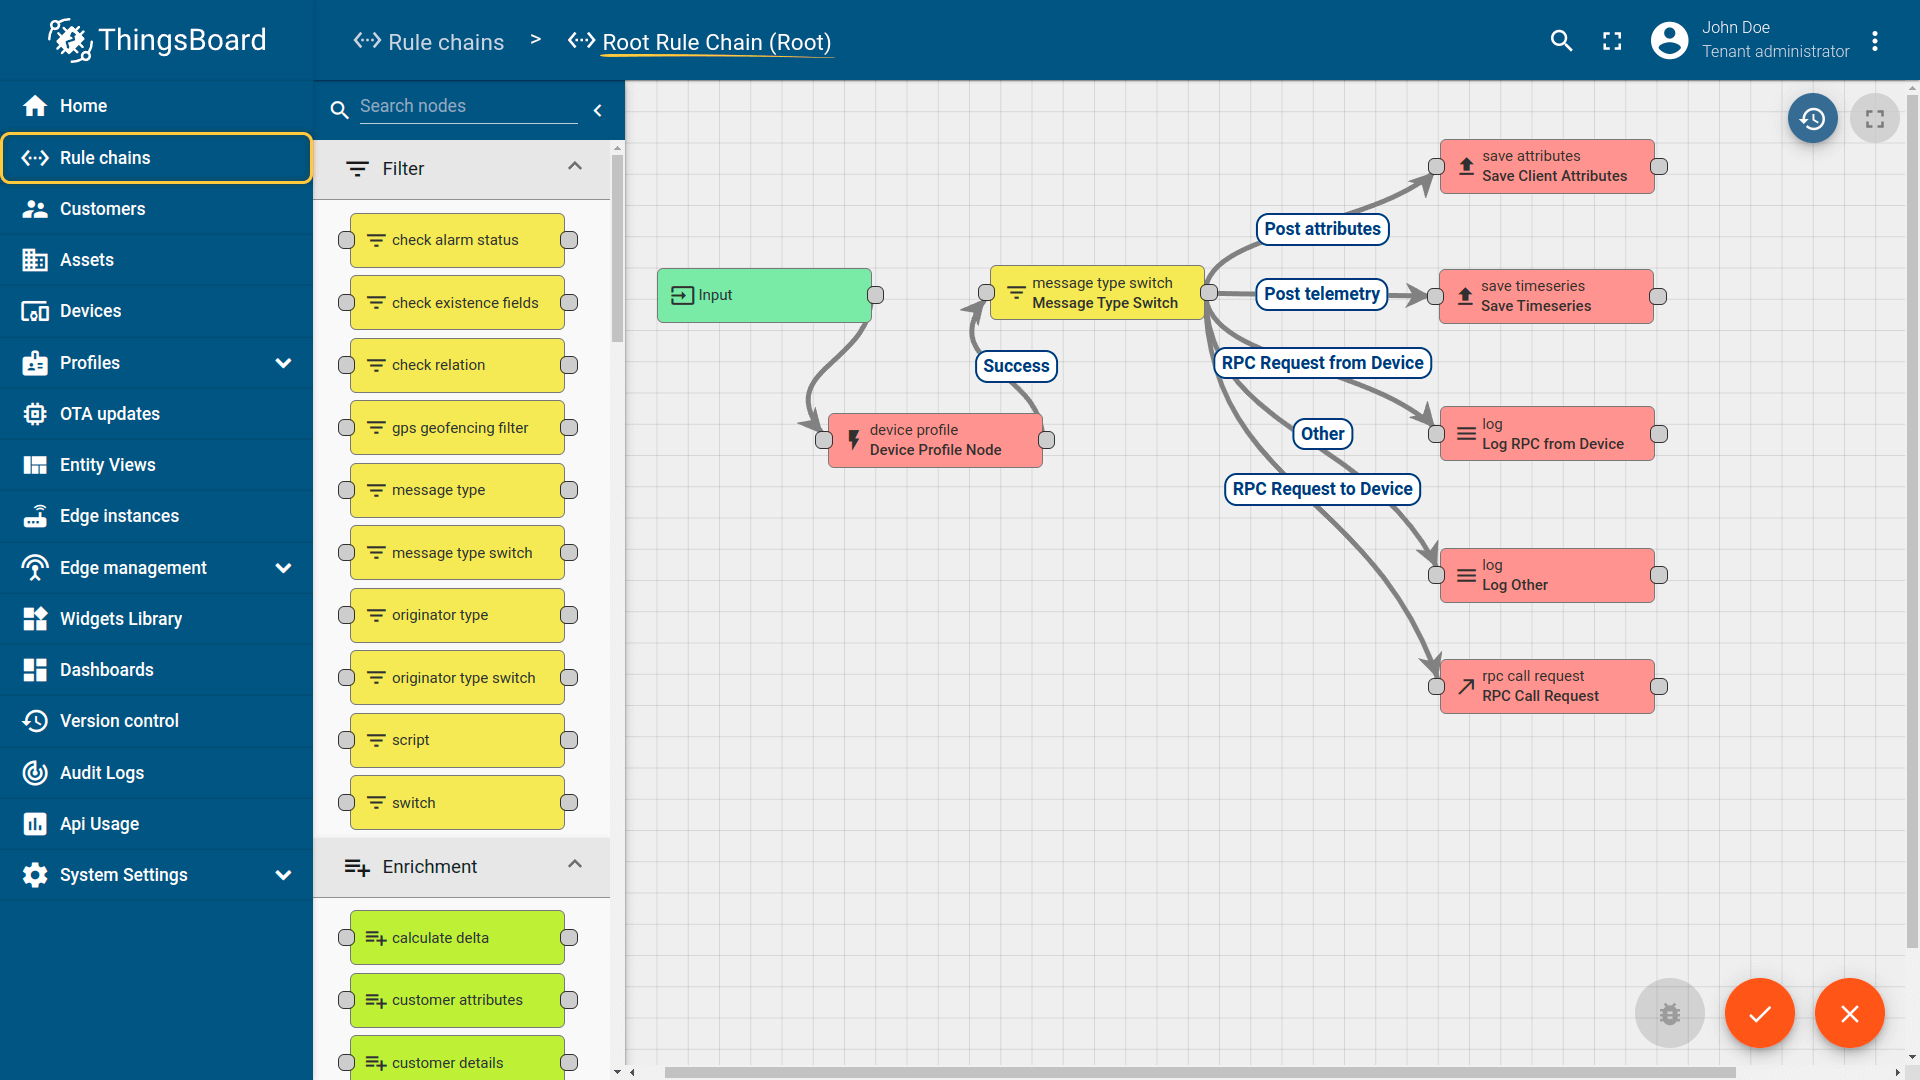 ThingsBoard
Rule chains > Root Rule Chain (Root)
John Doe
Tenant administrator
Home
Rule chains
Customers
Assets
Devices
Profiles
OTA updates
Entity Views
Edge instances
Edge management
Widgets Library
Dashboards
Version control
Audit Logs
Api Usage
System Settings
Search nodes
Filter
check alarm status
check existence fields
check relation
gps geofencing filter
message type
message type switch
originator type
originator type switch
script
switch
Enrichment
calculate delta
customer attributes
customer details
Input
device profile
Device Profile Node
Success
message type switch
Message Type Switch
Post attributes
Post telemetry
RPC Request from Device
Other
RPC Request to Device
save attributes
Save Client Attributes
save timeseries
Save Timeseries
log
Log RPC from Device
log
Log Other
rpc call request
RPC Call Request